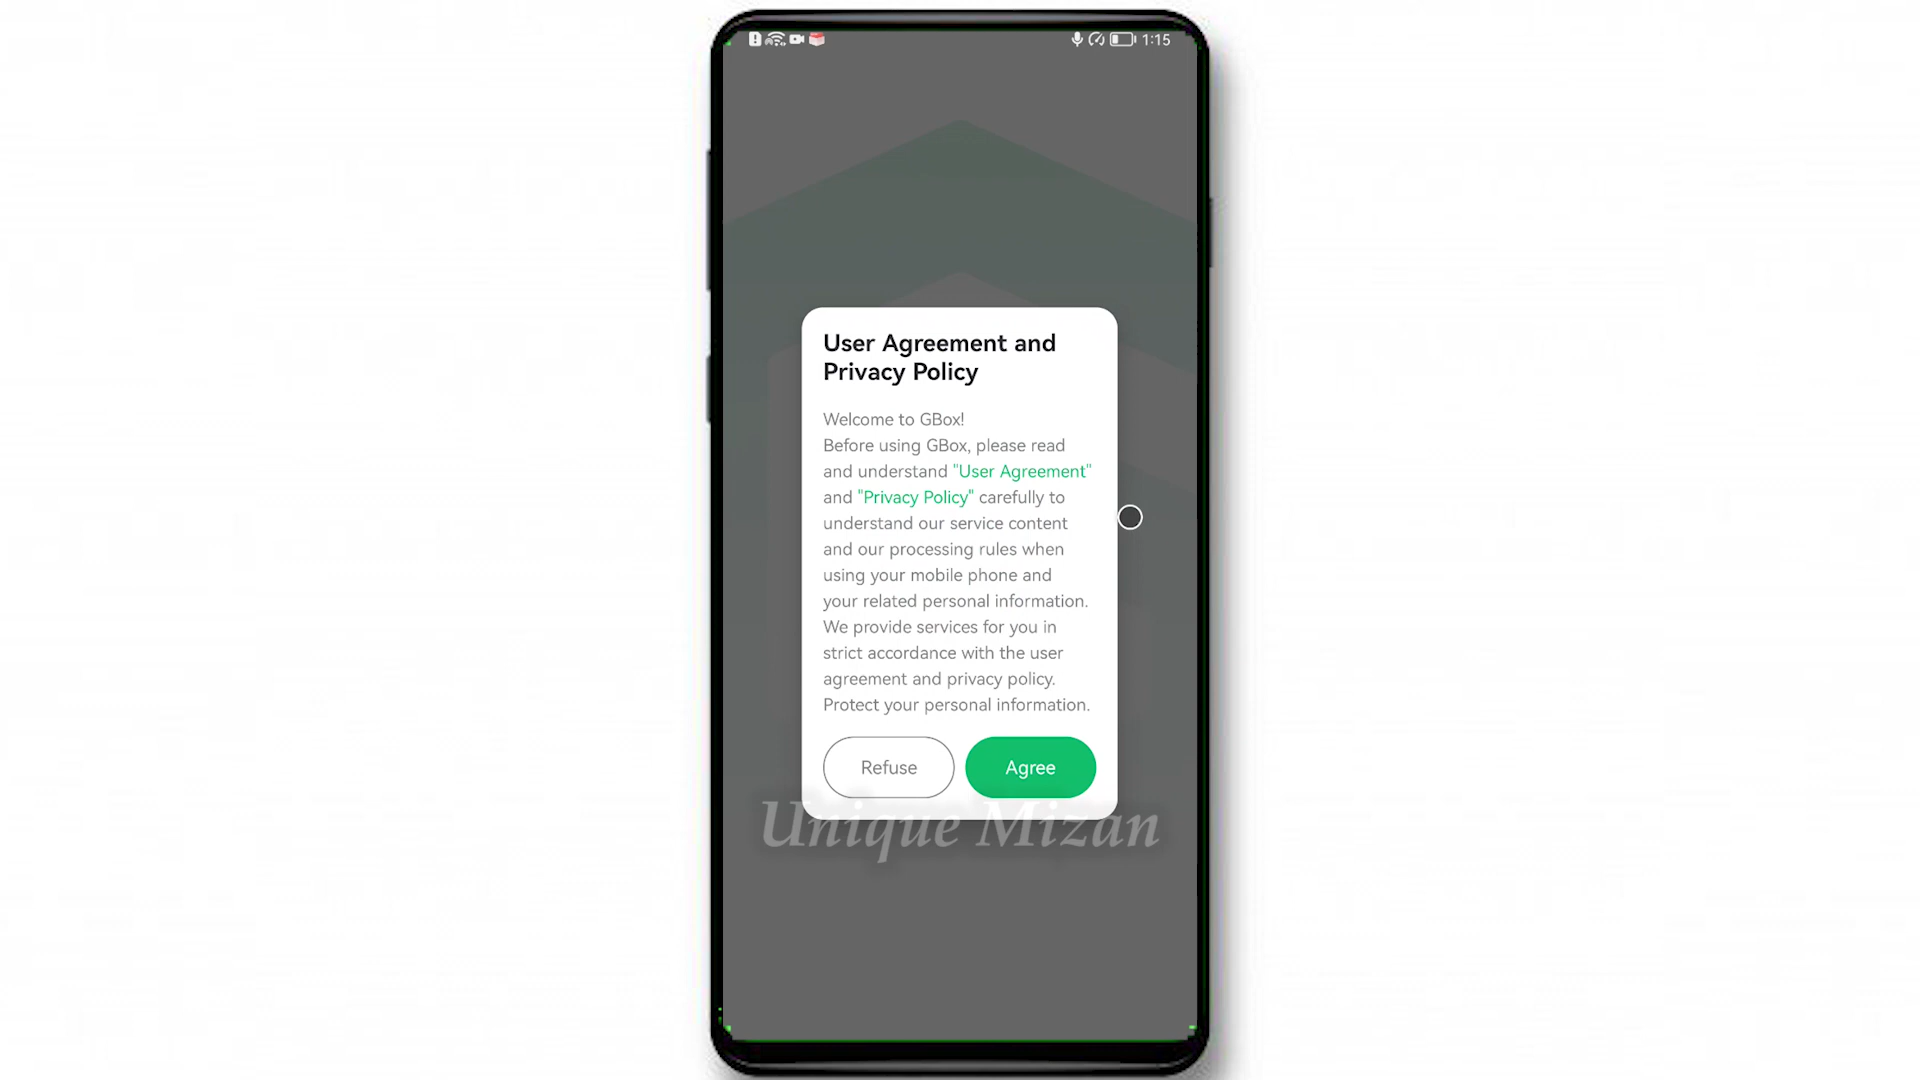 1:15
User Agreement and
Privacy Policy
Welcome to GBox!
Before using GBox, please read
and understand "User Agreement"
and "Privacy Policy" carefully to
understand our service content
and our processing rules when
using your mobile phone and
your related personal information.
We provide services for you in
strict accordance with the user
agreement and privacy policy.
Protect your personal information.
Refuse Agree
Unique Mizan